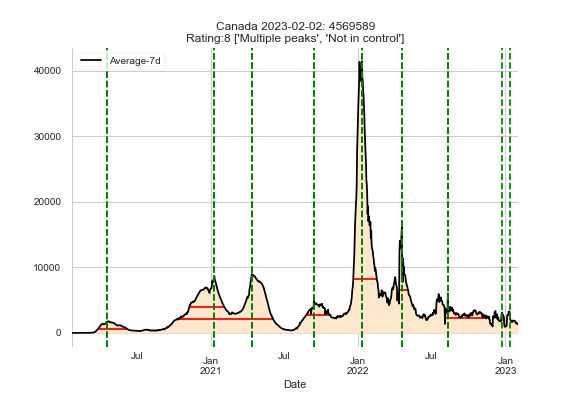 Canada 2023-02-02: 4569589
Rating:8 ['Multiple peaks', 'Not in control']
Average-7d
40000
30000
20000
10000
0
Jul
Jan
2021
Jul
Jan
2022
Jul
Jan
2023
Date